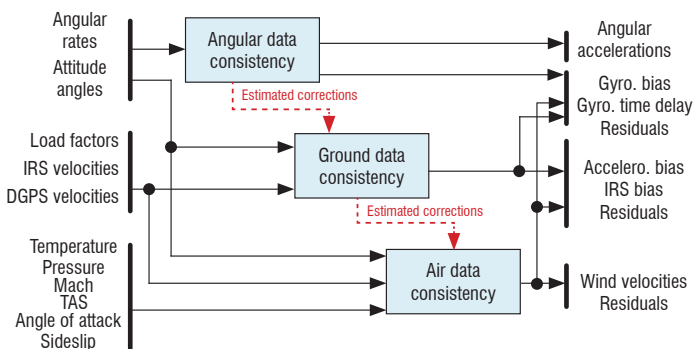 Angular
rates
Attitude
angles
Load factors
IRS velocities
DGPS velocities
Temperature
Pressure
Mach
TAS
Angle of attack
Sideslip
Angular data
consistency
Estimated corrections
Ground data
consistency
Estimated corrections
Air data
consistency
Angular
accelerations
Gyro. bias
Gyro. time delay
Residuals
Accelero. bias
IRS bias
Residuals
Wind velocities
Residuals